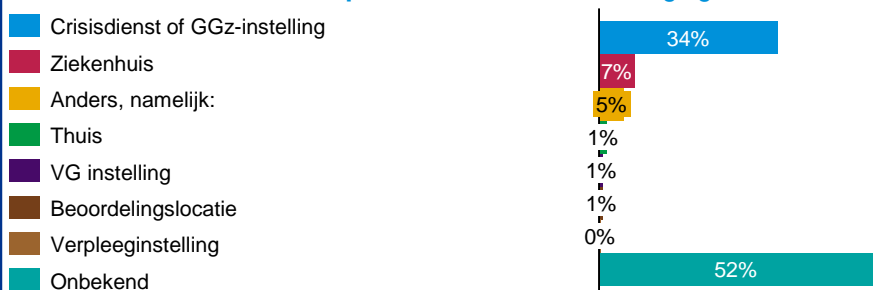 Crisisdienst of GGz-instelling 34%
Ziekenhuis 7%
Anders, namelijk: 5%
Thuis 1%
VG instelling 1%
Beoordelingslocatie 1%
Verpleeginstelling 0%
Onbekend 52%